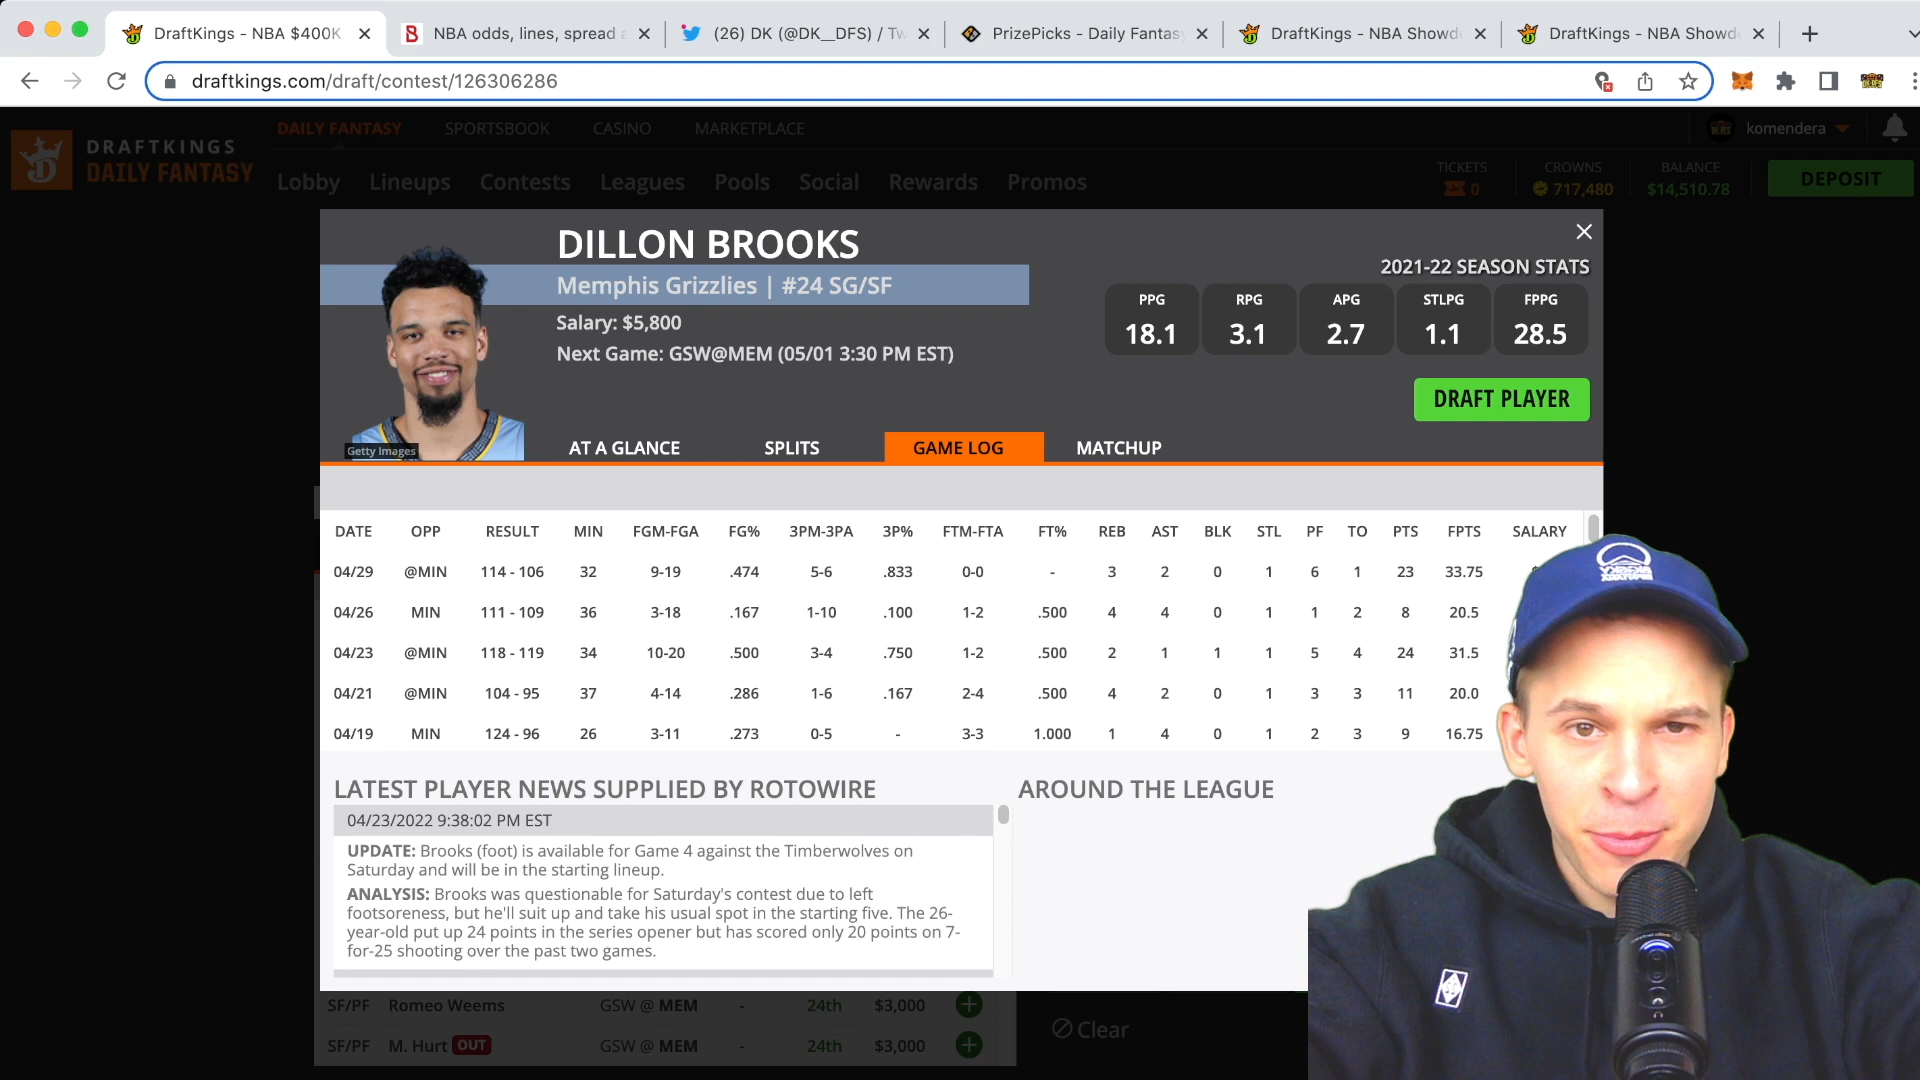 DraftKings - NBA $400K
NBA odds, lines, spread a
(26) DK (@DK__DFS) / Tw
PrizePicks - Daily Fantasy
DraftKings - NBA Showd
DraftKings - NBA Showd
draftkings.com/draft/contest/126306286
DAILY FANTASY SPORTSBOOK CASINO MARKETPLACE
komendera
DRAFTKINGS
DAILY FANTASY
Lobby Lineups Contests Leagues Pools Social Rewards Promos
TICKETS
0
CROWNS
717,480
BALANCE
$14,510.78
DEPOSIT
DILLON BROOKS
Memphis Grizzlies | #24 SG/SF
Salary: $5,800
Next Game: GSW@MEM (05/01 3:30 PM EST)
2021-22 SEASON STATS
PPG RPG APG STLPG FPPG
18.1 3.1 2.7 1.1 28.5
DRAFT PLAYER
Getty Images
AT A GLANCE SPLITS GAME LOG MATCHUP
DATE OPP RESULT MIN FGM-FGA FG% 3PM-3PA 3P% FTM-FTA FT% REB AST BLK STL PF TO PTS FPTS SALARY
04/29 @MIN 114 - 106 32 9-19 .474 5-6 .833 0-0 - 3 2 0 1 6 1 23 33.75
04/26 MIN 111 - 109 36 3-18 .167 1-10 .100 1-2 .500 4 4 0 1 1 2 8 20.5
04/23 @MIN 118 - 119 34 10-20 .500 3-4 .750 1-2 .500 2 1 1 1 5 4 24 31.5
04/21 @MIN 104 - 95 37 4-14 .286 1-6 .167 2-4 .500 4 2 0 1 3 3 11 20.0
04/19 MIN 124 - 96 26 3-11 .273 0-5 - 3-3 1.000 1 4 0 1 2 3 9 16.75
LATEST PLAYER NEWS SUPPLIED BY ROTOWIRE
AROUND THE LEAGUE
04/23/2022 9:38:02 PM EST
UPDATE: Brooks (foot) is available for Game 4 against the Timberwolves on
Saturday and will be in the starting lineup.
ANALYSIS: Brooks was questionable for Saturday's contest due to left
footsoreness, but he'll suit up and take his usual spot in the starting five. The 26-
year-old put up 24 points in the series opener but has scored only 20 points on 7-
for-25 shooting over the past two games.
SF/PF Romeo Weems GSW @ MEM - 24th $3,000
SF/PF M. Hurt OUT GSW @ MEM - 24th $3,000
Clear